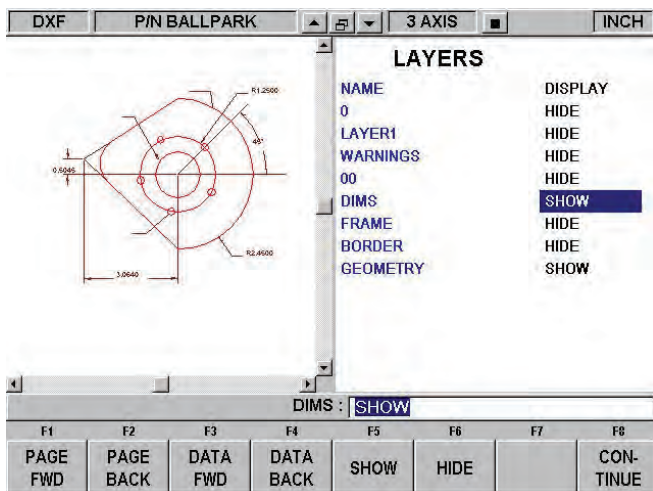 DXF P/N BALLPARK 3 AXIS INCH
LAYERS
NAME DISPLAY
0 HIDE
LAYER1 HIDE
WARNINGS HIDE
00 HIDE
DIMS SHOW
FRAME HIDE
BORDER HIDE
GEOMETRY SHOW
R1.2500
45°
0.5045
R2.4500
3.0640
DIMS : SHOW
F1 F2 F3 F4 F5 F6 F7 F8
PAGE FWD PAGE BACK DATA FWD DATA BACK SHOW HIDE CON-TINUE